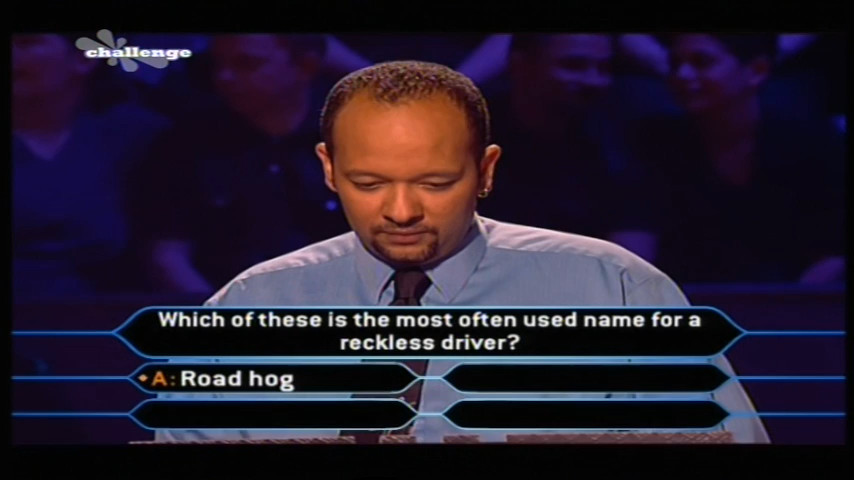 challenge
Which of these is the most often used name for a
reckless driver?
A: Road hog